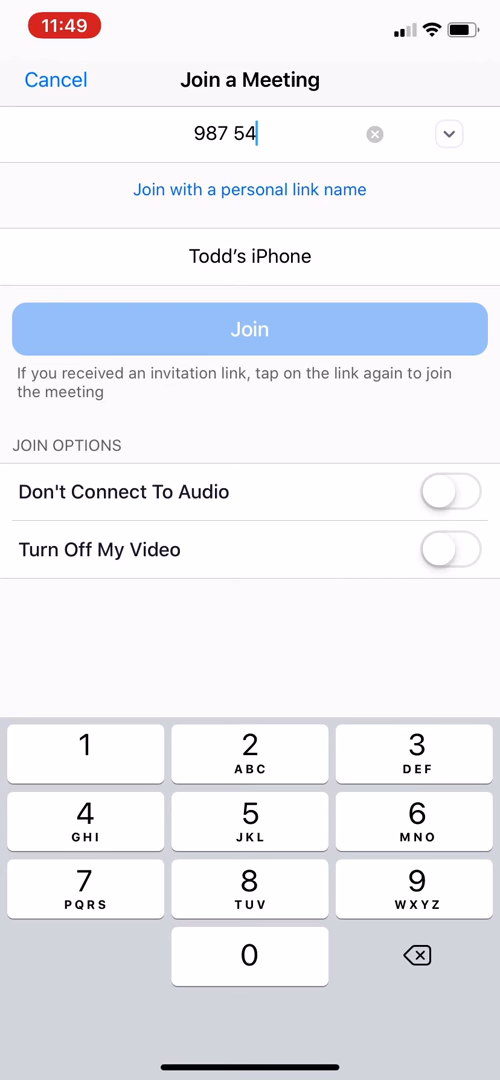 11:49
Cancel
Join a Meeting
987 54
Join with a personal link name
Todd’s iPhone
Join
If you received an invitation link, tap on the link again to join
the meeting
JOIN OPTIONS
Don't Connect To Audio
Turn Off My Video
1 2 3
ABC DEF
4 5 6
GHI JKL MNO
7 8 9
PQRS TUV WXYZ
0